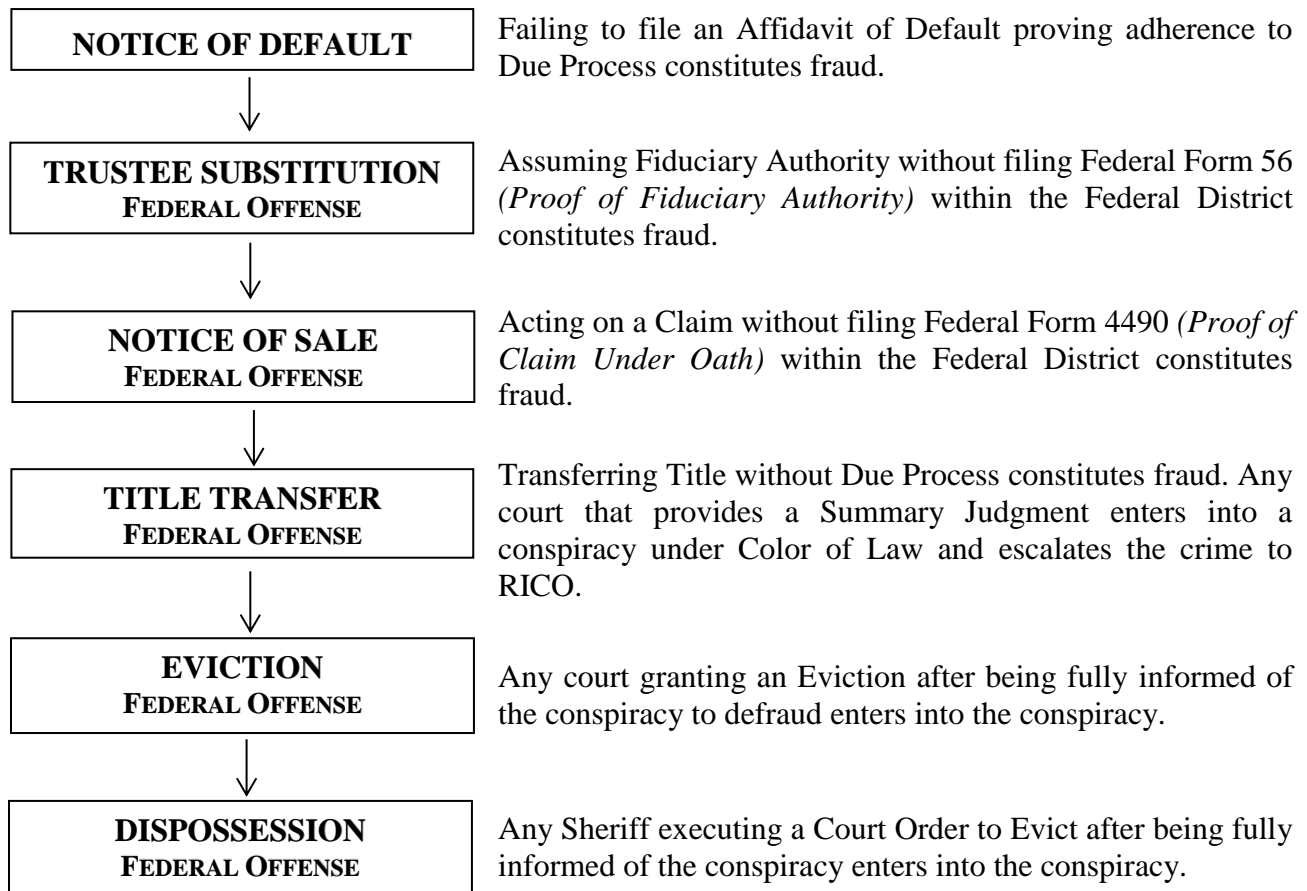 NOTICE OF DEFAULT
Failing to file an Affidavit of Default proving adherence to
Due Process constitutes fraud.
TRUSTEE SUBSTITUTION
FEDERAL OFFENSE
Assuming Fiduciary Authority without filing Federal Form 56
(Proof of Fiduciary Authority) within the Federal District
constitutes fraud.
NOTICE OF SALE
FEDERAL OFFENSE
Acting on a Claim without filing Federal Form 4490 (Proof of
Claim Under Oath) within the Federal District constitutes
fraud.
TITLE TRANSFER
FEDERAL OFFENSE
Transferring Title without Due Process constitutes fraud. Any
court that provides a Summary Judgment enters into a
conspiracy under Color of Law and escalates the crime to
RICO.
EVICTION
FEDERAL OFFENSE
Any court granting an Eviction after being fully informed of
the conspiracy to defraud enters into the conspiracy.
DISPOSSESSION
FEDERAL OFFENSE
Any Sheriff executing a Court Order to Evict after being fully
informed of the conspiracy enters into the conspiracy.